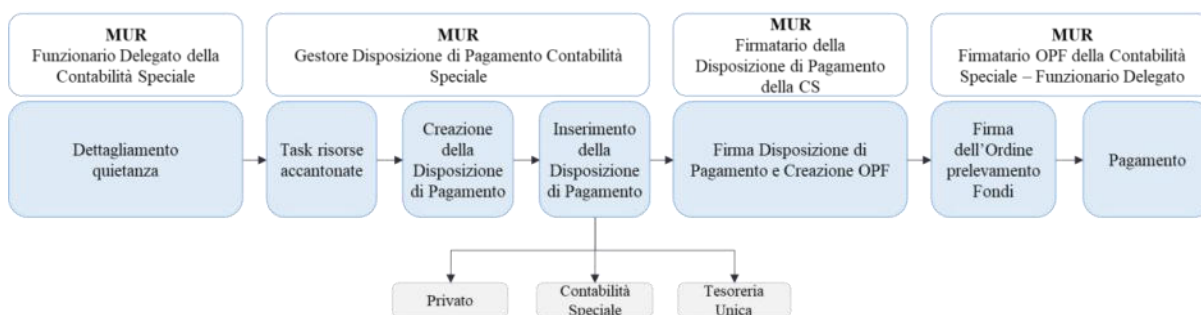 MUR
Funzionario Delegato della
Contabilità Speciale
MUR
Gestore Disposizione di Pagamento Contabilità
Speciale
MUR
Firmatario della
Disposizione di Pagamento
della CS
MUR
Firmatario OPF della Contabilità
Speciale – Funzionario Delegato
Dettagliamento
quietanza
Task risorse
accantonate
Creazione
della
Disposizione
di Pagamento
Inserimento
della
Disposizione
di Pagamento
Firma Disposizione di
Pagamento e Creazione OPF
Firma
dell'Ordine
prelevamento
Fondi
Pagamento
Privato
Contabilità
Speciale
Tesoreria
Unica